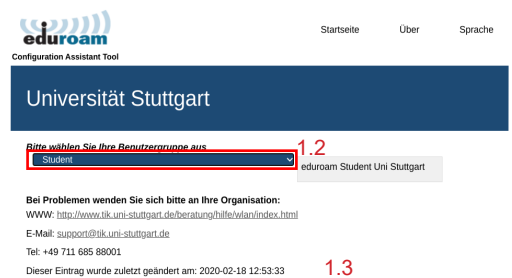 eduroam
Configuration Assistant Tool
Startseite Über Sprache
Universität Stuttgart
Bitte wählen Sie Ihre Benutzergruppe aus
1.2
Student
eduroam Student Uni Stuttgart
Bei Problemen wenden Sie sich bitte an Ihre Organisation:
WWW: http://www.tik.uni-stuttgart.de/beratung/hilfe/wlan/index.html
E-Mail: support@tik.uni-stuttgart.de
Tel: +49 711 685 88001
Dieser Eintrag wurde zuletzt geändert am: 2020-02-18 12:53:33
1.3